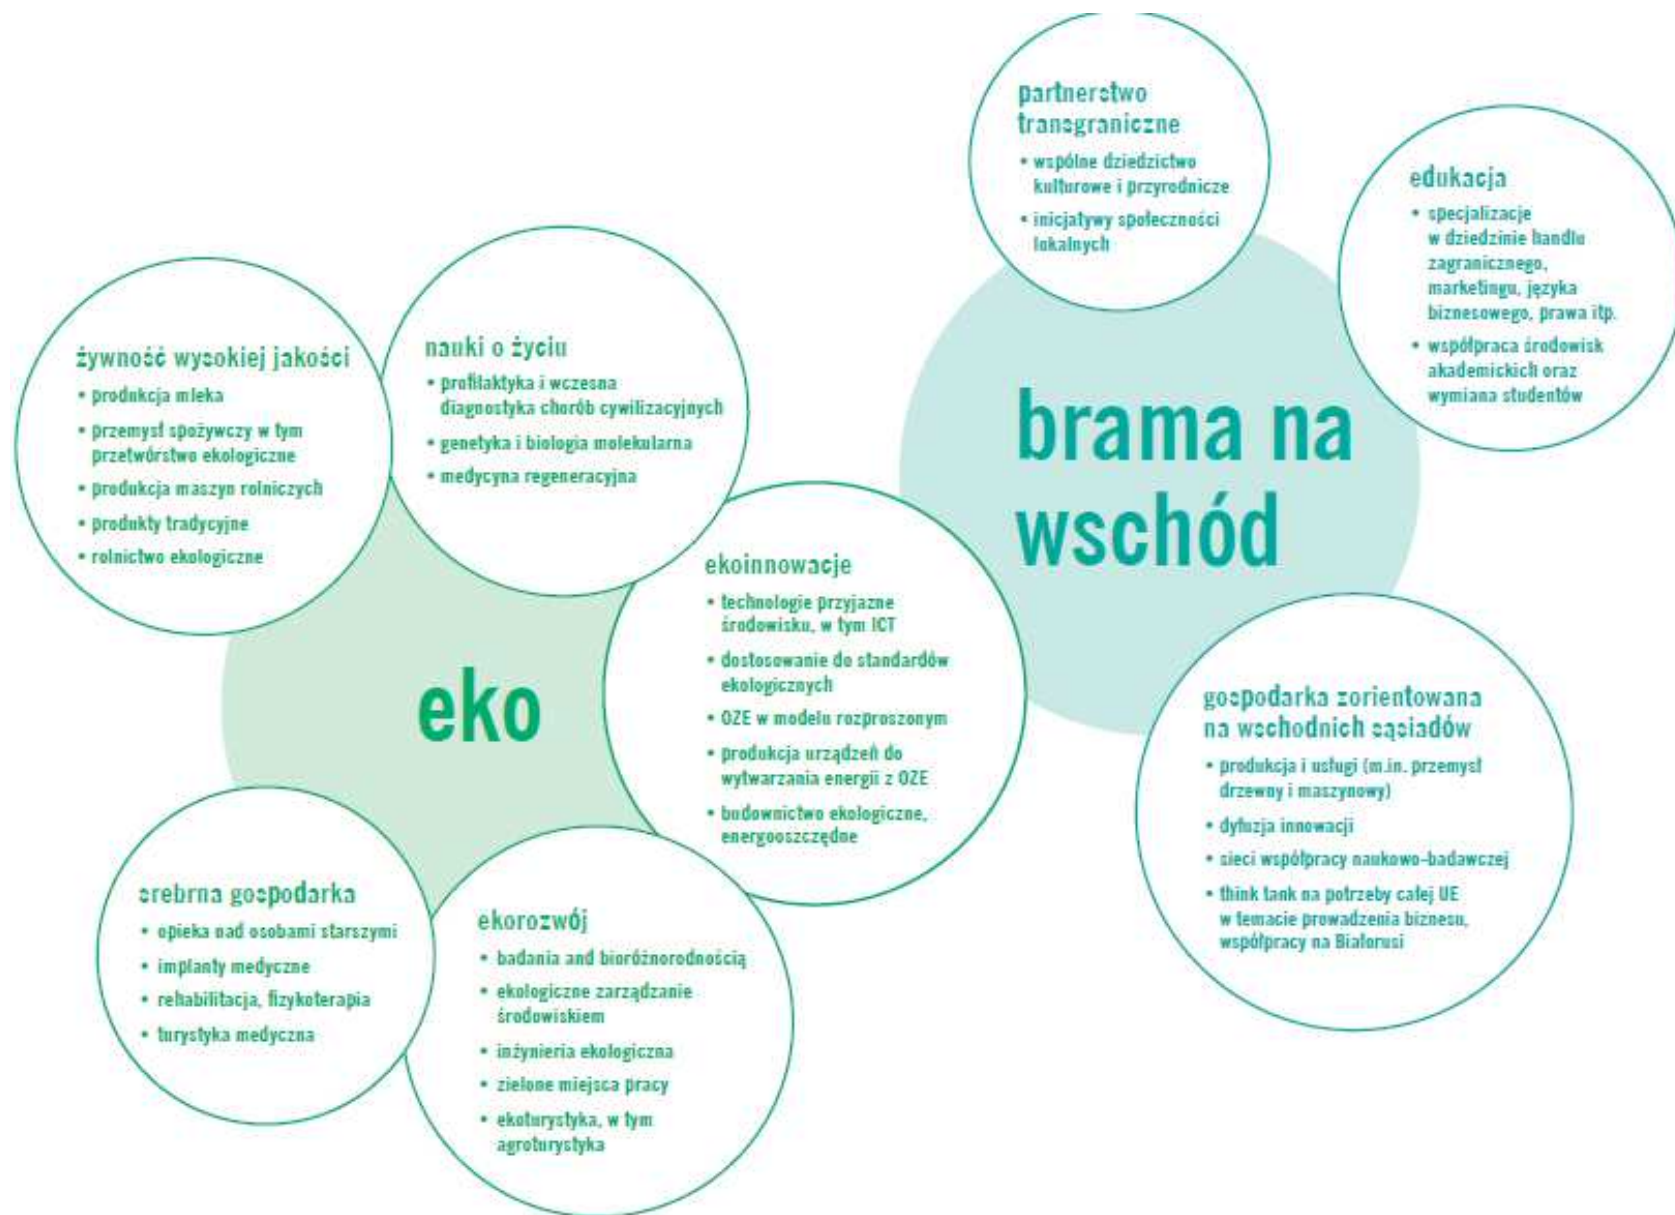 partnerstwo
transgraniczne
• wspólne dziedzictwo
kulturowe i przyrodnicze
• inicjatywy społeczności
lokalnych
edukacja
• specjalizacje
w dziedzinie handlu
zagranicznego,
marketingu, języka
biznesowego, prawa itp.
• współpraca środowisk
akademickich oraz
wymiana studentów
żywność wysokiej jakości
• produkcja mleka
• przemysł spożywczy w tym
przetwórstwo ekologiczne
• produkcja maszyn rolniczych
• produkty tradycyjne
• rolnictwo ekologiczne
nauki o życiu
• profilaktyka i wczesna
diagnostyka chorób cywilizacyjnych
• genetyka i biologia molekularna
• medycyna regeneracyjna
brama na
wschód
ekoinnowacje
• technologie przyjazne
środowisku, w tym ICT
• dostosowanie do standardów
ekologicznych
• OZE w modelu rozproszonym
• produkcja urządzeń do
wytwarzania energii z OZE
• budownictwo ekologiczne,
energooszczędne
eko
gospodarka zorientowana
na wschodnich sąsiadów
• produkcja i usługi (m.in. przemysł
drzewny i maszynowy)
• dyfuzja innowacji
• sieci współpracy naukowo-badawczej
• think tank na potrzeby całej UE
w temacie prowadzenia biznesu,
współpracy na Białorusi
srebrna gospodarka
• opieka nad osobami starszymi
• implanty medyczne
• rehabilitacja, fizykoterapia
• turystyka medyczna
ekorozwój
• badania and bioróżnorodnością
• ekologiczne zarządzanie
środowiskiem
• inżynieria ekologiczna
• zielone miejsca pracy
• ekoturystyka, w tym
agroturystyka